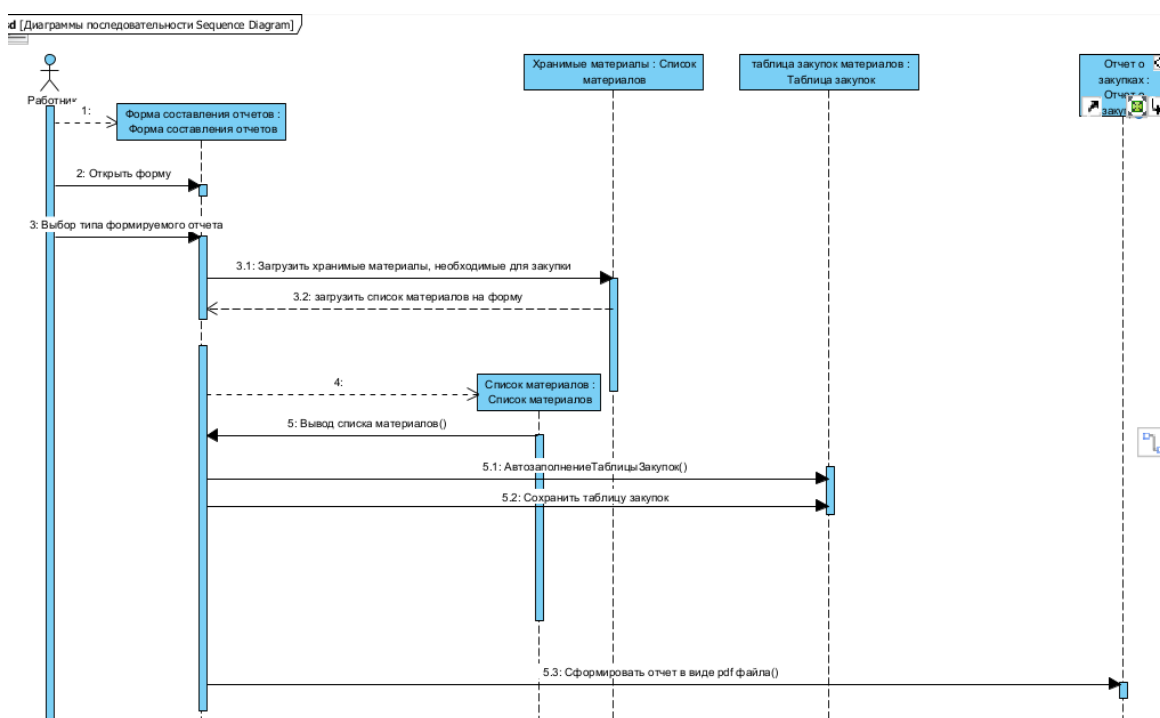 sd [Диаграммы последовательности Sequence Diagram]
Хранимые материалы : Список
материалов
таблица закупок материалов :
Таблица закупок
Отчет о
закупках :
Отчет о
Работник
1:
Форма составления отчетов :
Форма составления отчетов
2: Открыть форму
3: Выбор типа формируемого отчета
3.1: Загрузить хранимые материалы, необходимые для закупки
3.2: загрузить список материалов на форму
4:
Список материалов :
Список материалов
5: Вывод списка материалов()
5.1: АвтозаполнениеТаблицыЗакупок()
5.2: Сохранить таблицу закупок
5.3: Сформировать отчет в виде pdf файла()